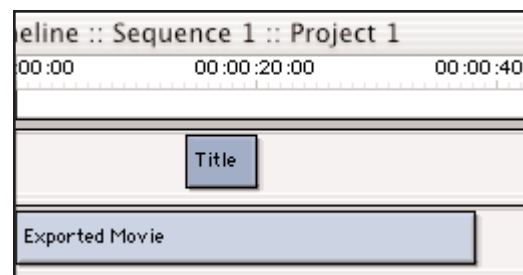 eline :: Sequence 1 :: Project 1
:00:00 00:00:20:00 00:00:40
Title
Exported Movie